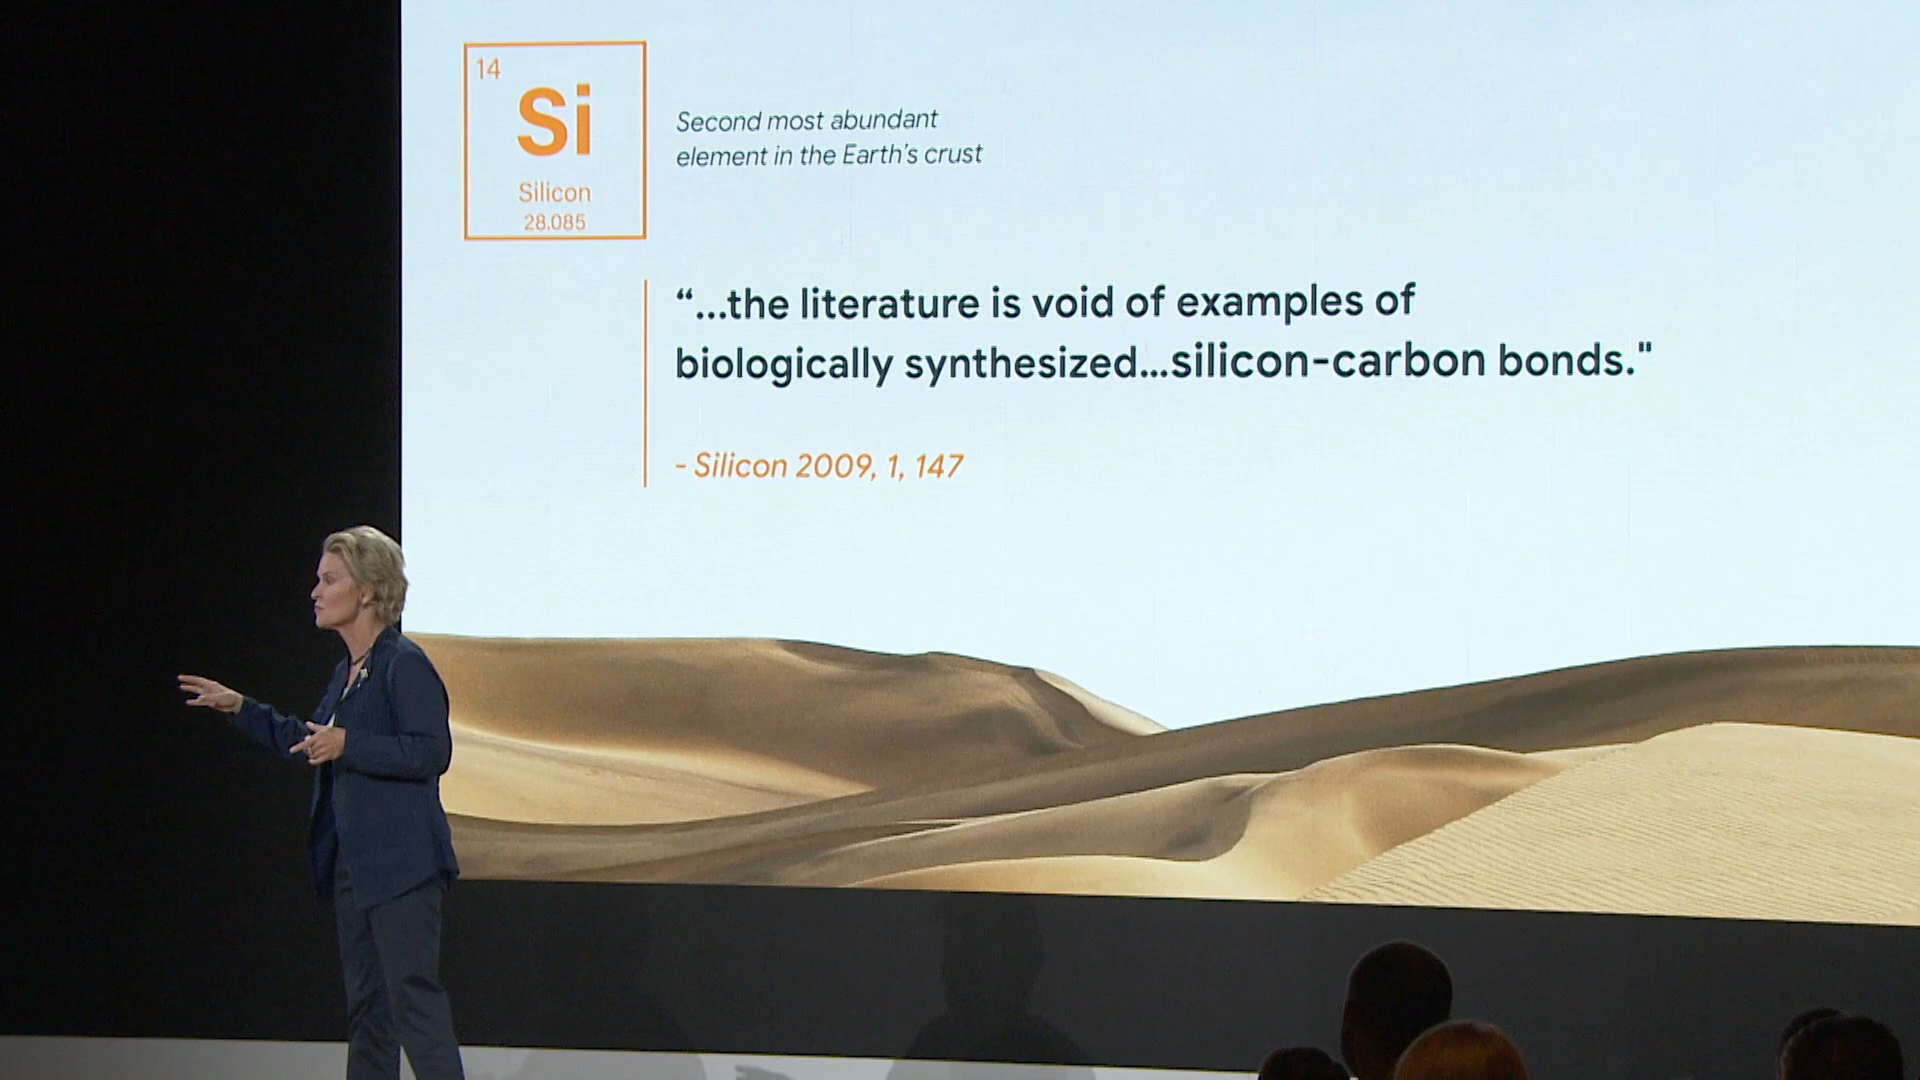 14
Si
Silicon
28.085
Second most abundant
element in the Earth's crust
“...the literature is void of examples of
biologically synthesized...silicon-carbon bonds."
- Silicon 2009, 1, 147